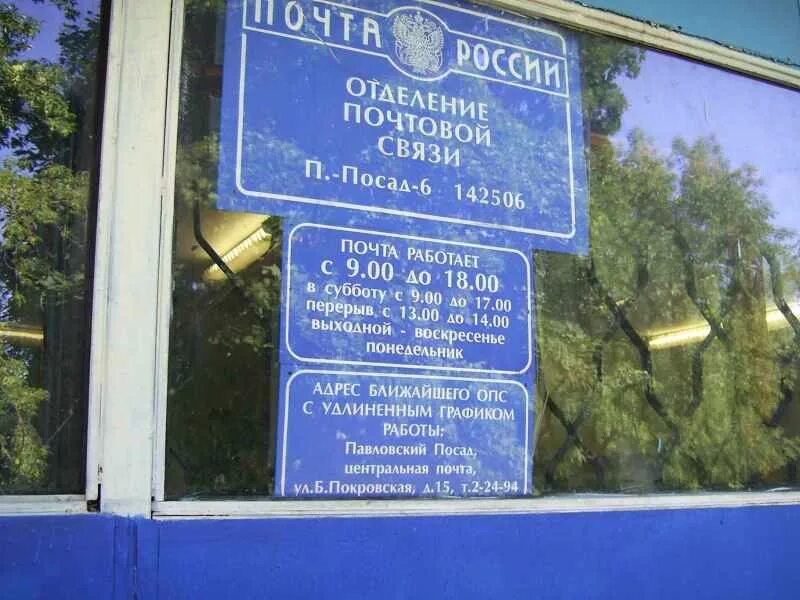 ПОЧТА РОССИИ
ОТДЕЛЕНИЕ
ПОЧТОВОЙ
СВЯЗИ
П.-Посад-6 142506
ПОЧТА РАБОТАЕТ
с 9.00 до 18.00
в субботу с 9.00 до 17.00
перерыв с 13.00 до 14.00
выходной - воскресенье
понедельник
АДРЕС БЛИЖАЙШЕГО ОПС
С УДЛИНЕННЫМ ГРАФИКОМ
РАБОТЫ:
Павловский Посад,
центральная почта,
ул.Б.Покровская, д.15, т.2-24-94